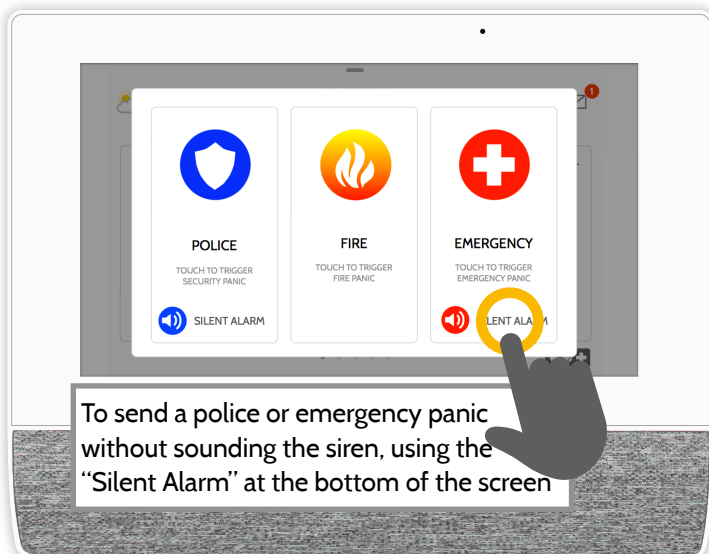 1
POLICE
TOUCH TO TRIGGER
SECURITY PANIC
SILENT ALARM
FIRE
TOUCH TO TRIGGER
FIRE PANIC
EMERGENCY
TOUCH TO TRIGGER
EMERGENCY PANIC
To send a police or emergency panic
without sounding the siren, using the
“Silent Alarm” at the bottom of the screen